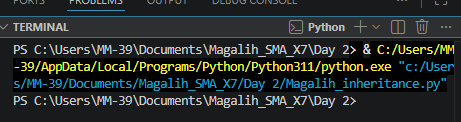 PORTS
PROBLEMS
DEBUG CONSOLE
TERMINAL
Python
PS C:\Users\MM-39\Documents\Magalih_SMA_X7\Day 2> & C:/Users/MM
-39/AppData/Local/Programs/Python/Python311/python.exe "c:/User
s/MM-39/Documents/Magalih_SMA_X7/Day 2/Magalih_inheritance.py"
PS C:\Users\MM-39\Documents\Magalih_SMA_X7\Day 2>